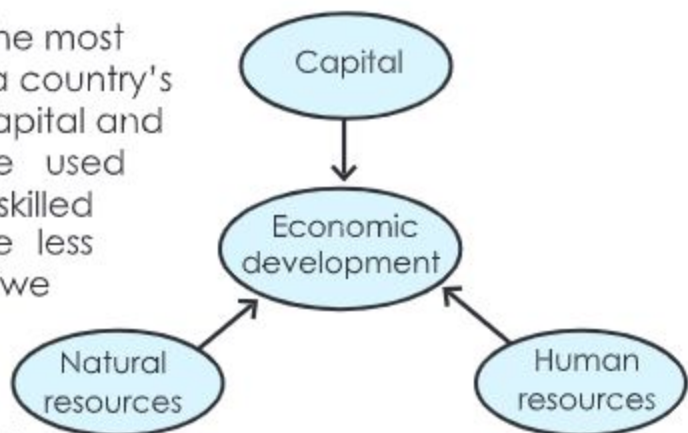 he most
a country's
apital and
e used
skilled
e less
we
Capital
Economic
development
Natural
resources
Human
resources